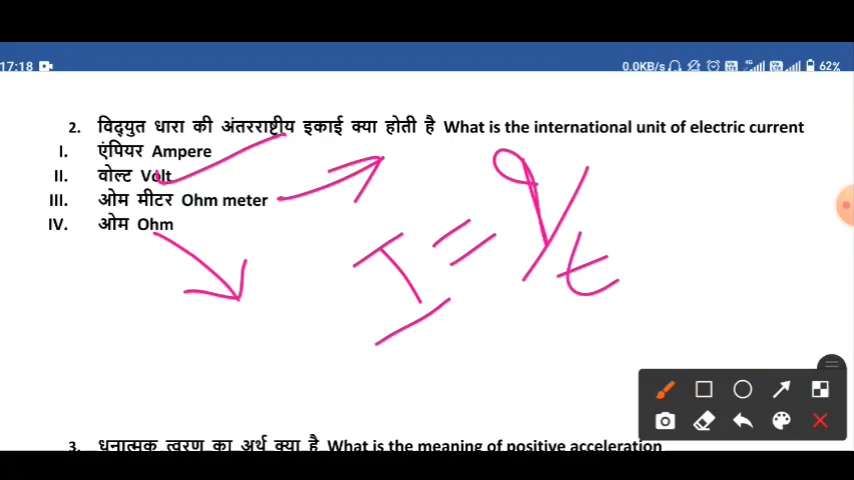 17:18 0.0KB/s 4G 62%
2. विद्युत धारा की अंतरराष्ट्रीय इकाई क्या होती है What is the international unit of electric current
I. एंपियर Ampere
II. वोल्ट Volt
III. ओम मीटर Ohm meter
IV. ओम Ohm
I = q/t
3. धनात्मक त्वरण का अर्थ क्या है What is the meaning of positive acceleration